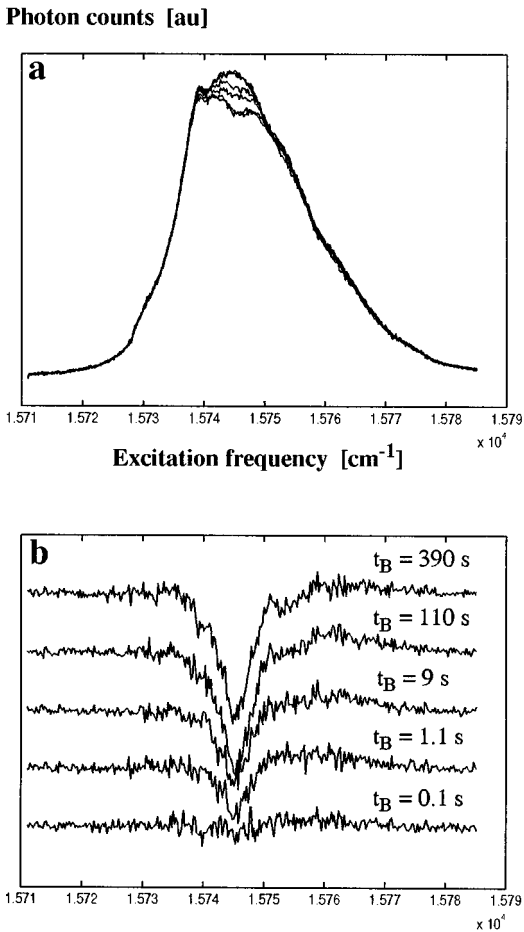 Photon counts [au]
a
1.571 1.572 1.573 1.574 1.575 1.576 1.577 1.578 1.579
x 10⁴
Excitation frequency [cm⁻¹]
b
t_B = 390 s
t_B = 110 s
t_B = 9 s
t_B = 1.1 s
t_B = 0.1 s
1.571 1.572 1.573 1.574 1.575 1.576 1.577 1.578 1.579
x 10⁴